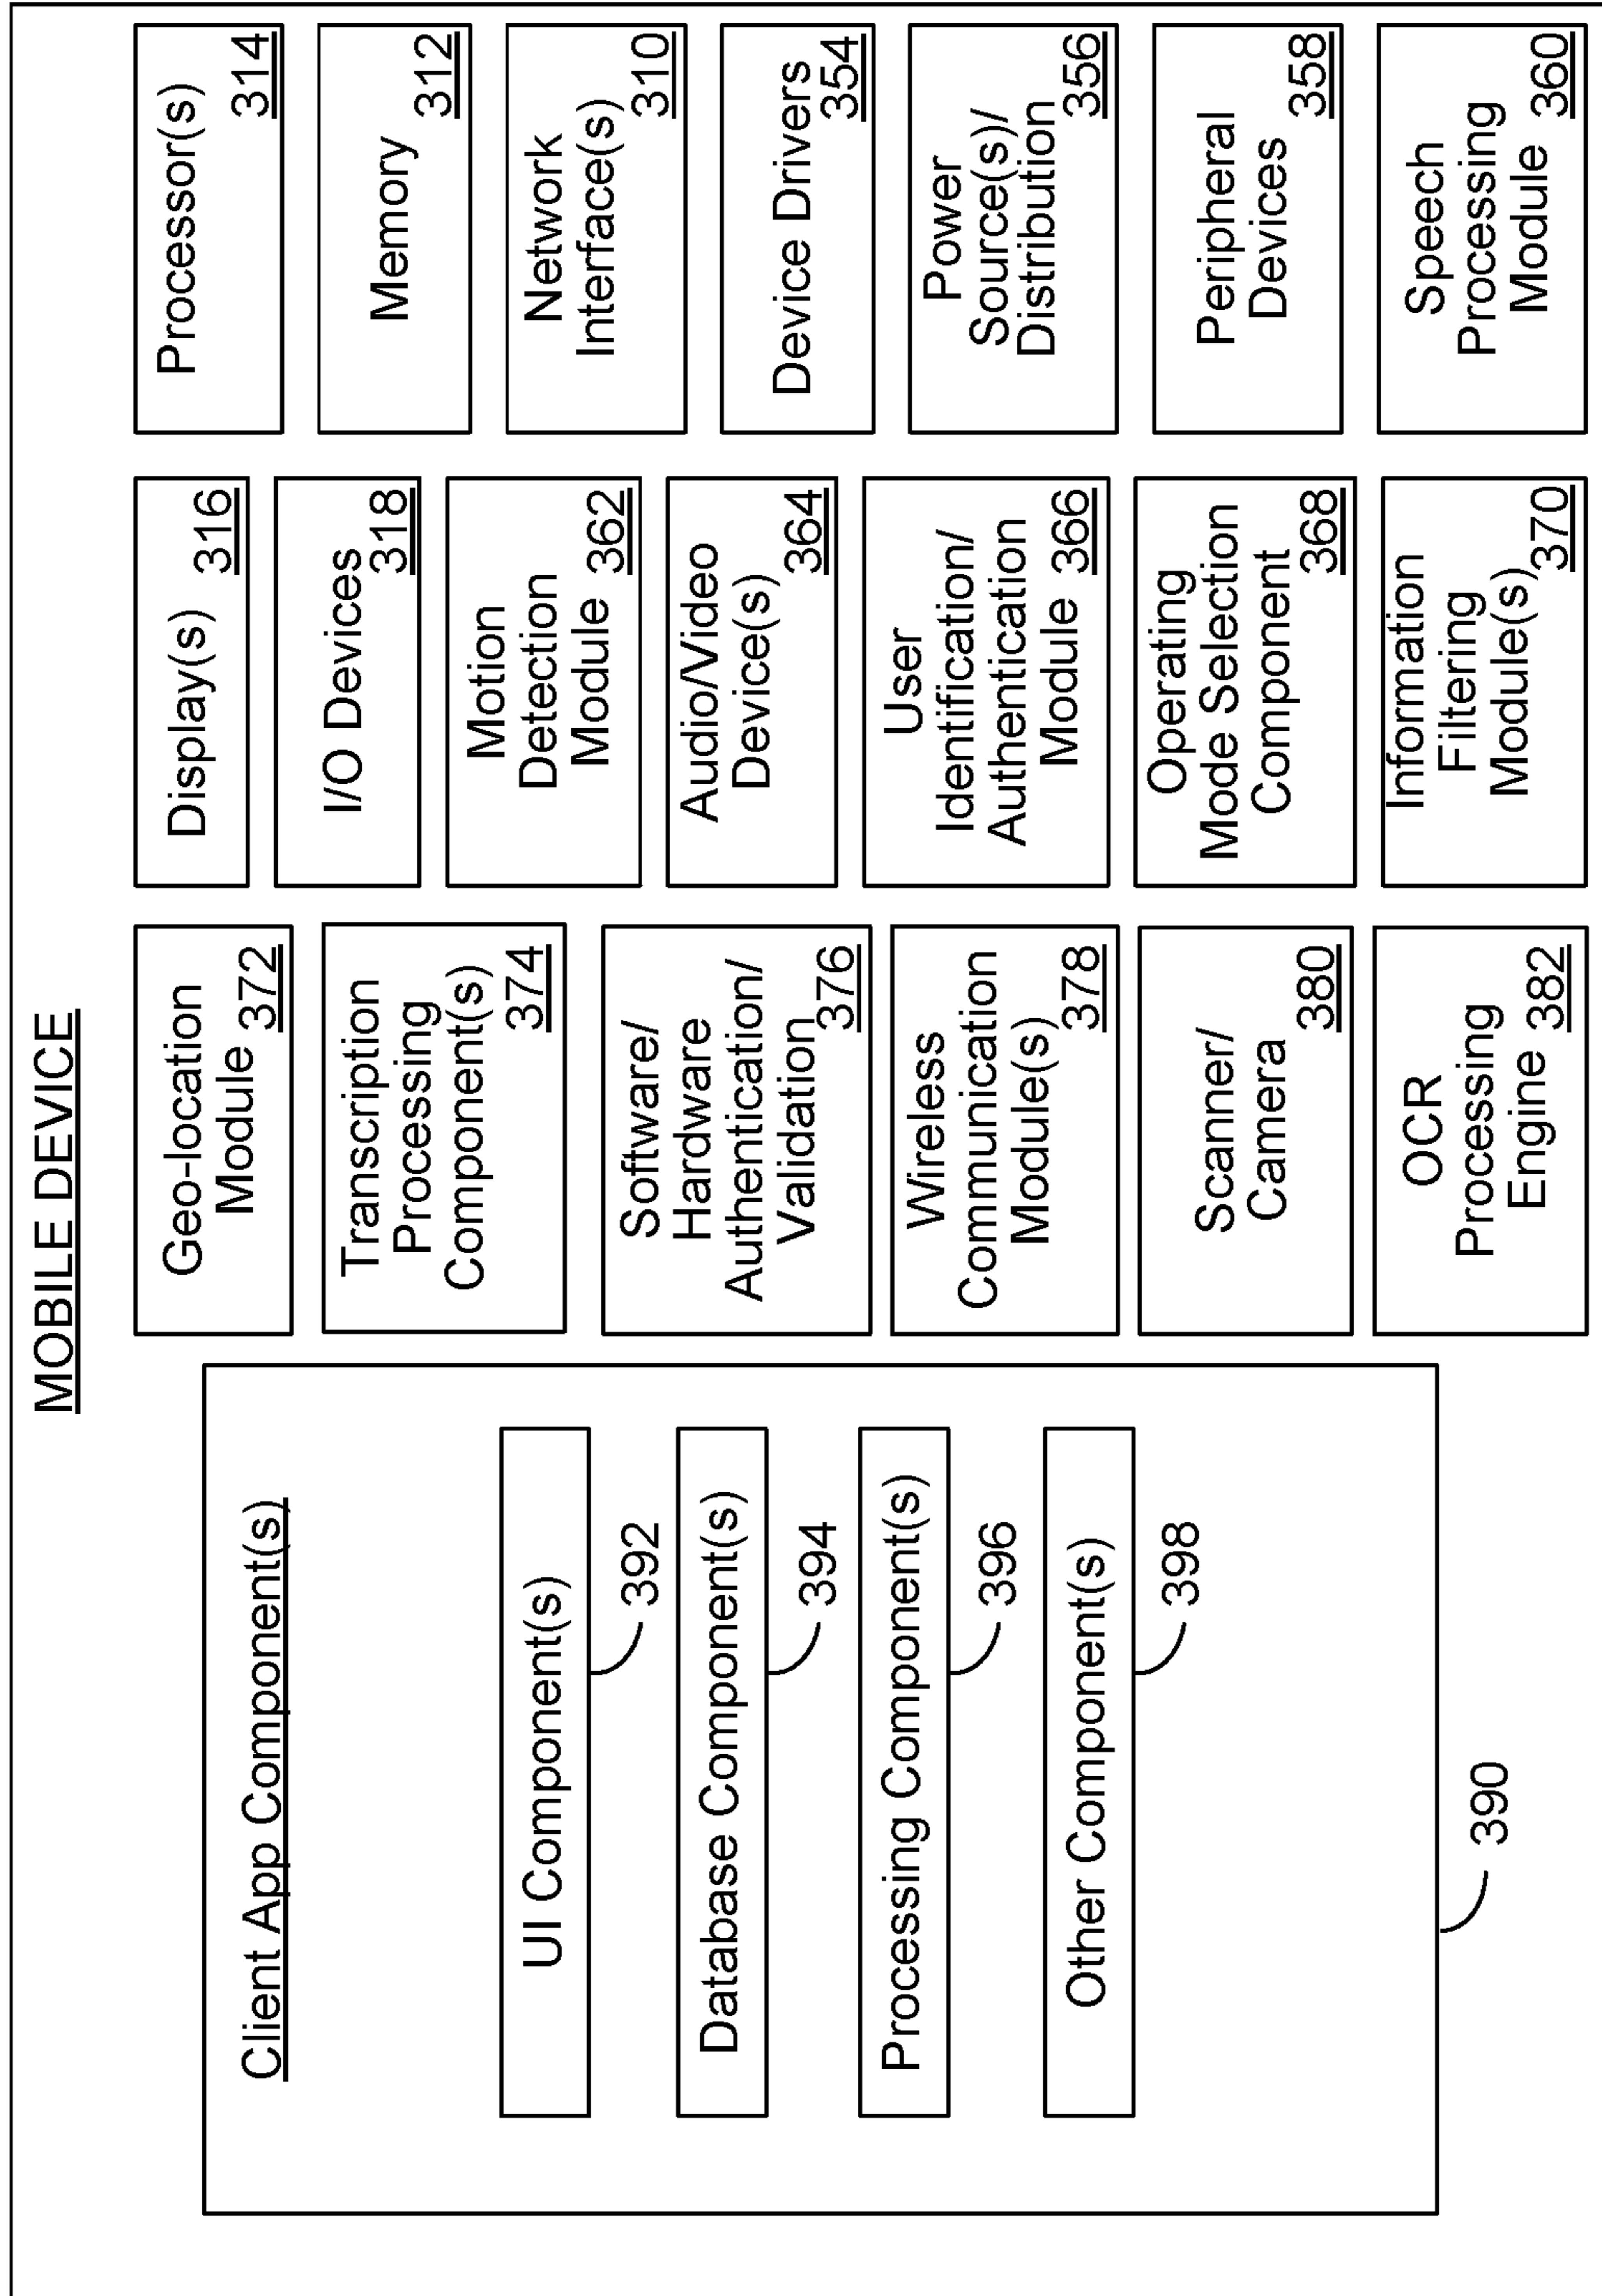 MOBILE DEVICE
Client App Component(s)
UI Component(s)
392
Database Component(s)
394
Processing Component(s)
396
Other Component(s)
398
390
Geo-location
Module 372
Transcription
Processing
Component(s)
374
Software/
Hardware
Authentication/
Validation 376
Wireless
Communication
Module(s)
378
Scanner/
Camera
380
OCR
Processing
Engine 382
Display(s)
316
I/O Devices
318
Motion
Detection
Module 362
Audio/Video
Device(s)
364
User
Identification/
Authentication
Module 366
Operating
Mode Selection
Component
368
Information
Filtering
Module(s)
370
Processor(s)
314
Memory
312
Network
Interface(s)
310
Device Drivers
354
Power
Source(s)/
Distribution
356
Peripheral
Devices
358
Speech
Processing
Module 360